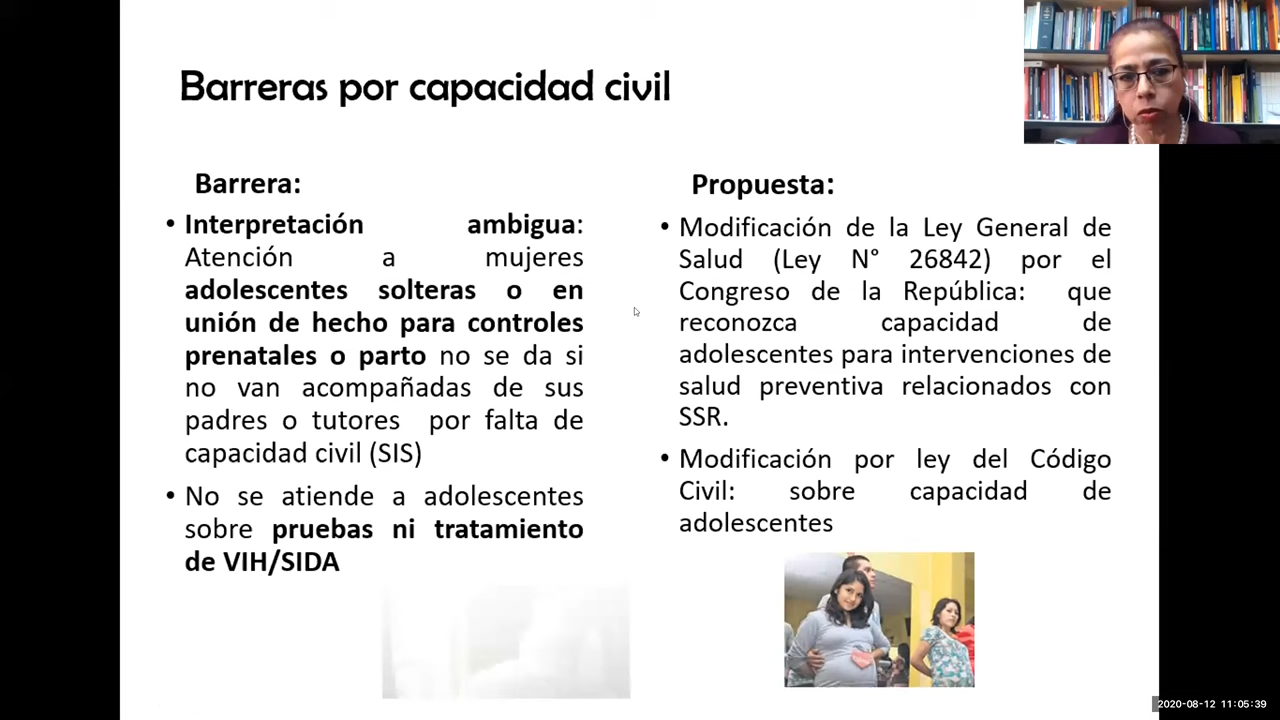 Barreras por capacidad civil
Barrera:
• Interpretación ambigua:
Atención a mujeres
adolescentes solteras o en
unión de hecho para controles
prenatales o parto no se da si
no van acompañadas de sus
padres o tutores por falta de
capacidad civil (SIS)
• No se atiende a adolescentes
sobre pruebas ni tratamiento
de VIH/SIDA
Propuesta:
• Modificación de la Ley General de
Salud (Ley N° 26842) por el
Congreso de la República: que
reconozca capacidad de
adolescentes para intervenciones de
salud preventiva relacionados con
SSR.
• Modificación por ley del Código
Civil: sobre capacidad de
adolescentes
2020-08-12 11:05:39